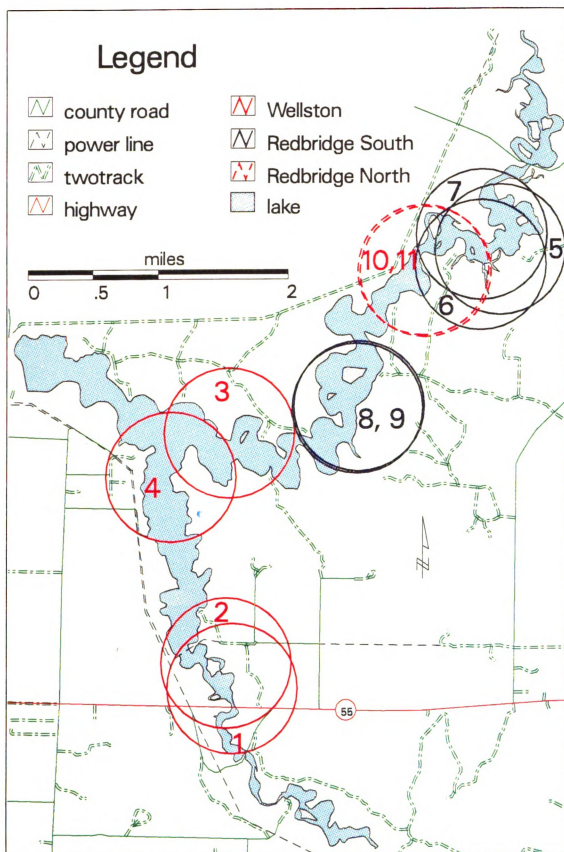 Legend
county road
power line
twotrack
highway
Wellston
Redbridge South
Redbridge North
lake
miles
0 .5 1 2
7
5
10, 11
6
3
8, 9
4
2
55
1